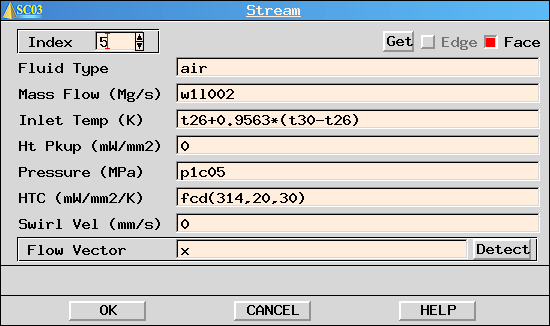 SC03 Stream
Index 5 Get Edge Face
Fluid Type air
Mass Flow (Mg/s) w1l002
Inlet Temp (K) t26+0.9563*(t30-t26)
Ht Pkup (mW/mm2) 0
Pressure (MPa) p1c05
HTC (mW/mm2/K) fcd(314,20,30)
Swirl Vel (mm/s) 0
Flow Vector x Detect
OK CANCEL HELP